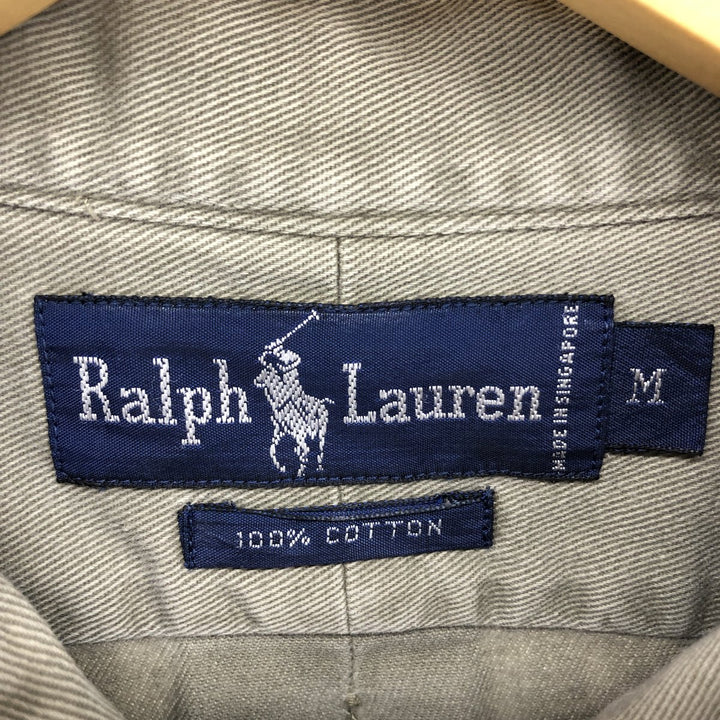 Ralph Lauren
MADE IN SINGAPORE
M
100% COTTON